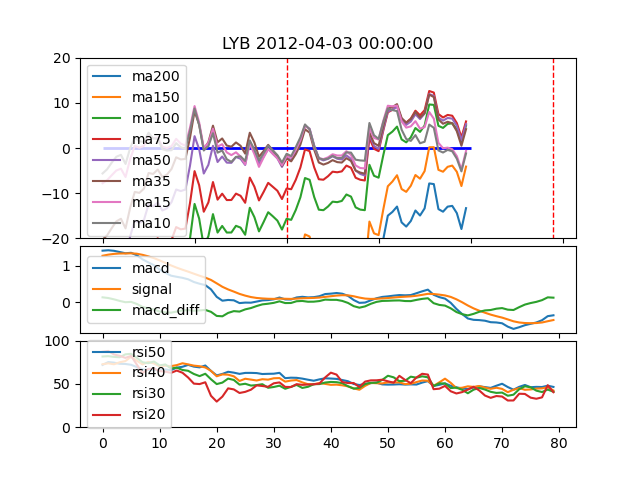 LYB 2012-04-03 00:00:00
20
10
0
−10
−20
ma200
ma150
ma100
ma75
ma50
ma35
ma15
ma10
1
0
macd
signal
macd_diff
100
50
0
rsi50
rsi40
rsi30
rsi20
0 10 20 30 40 50 60 70 80